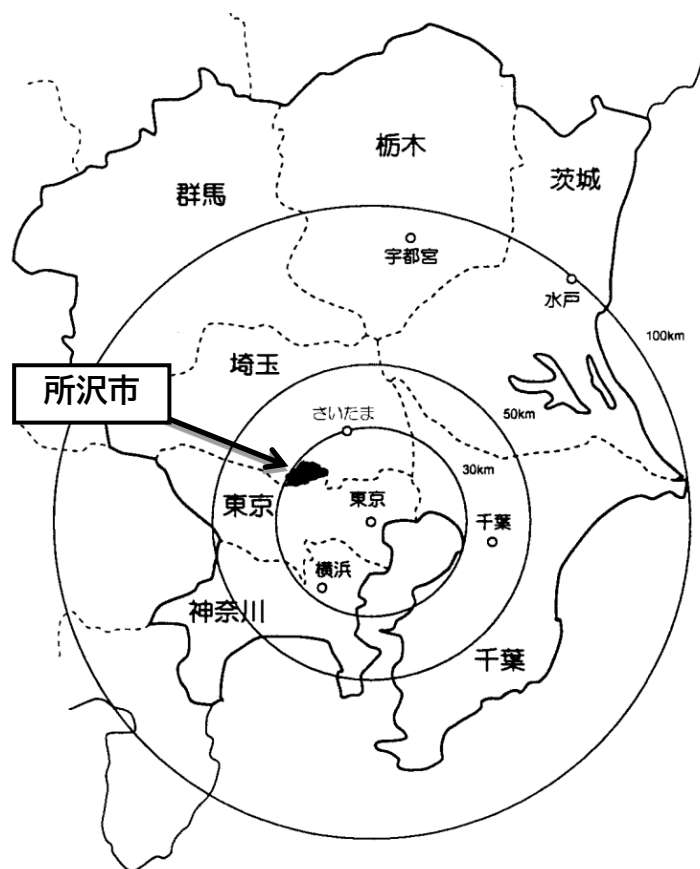 栃木
茨城
群馬
宇都宮
水戸
100km
埼玉
所沢市
さいたま
50km
30km
東京
東京
千葉
横浜
神奈川
千葉